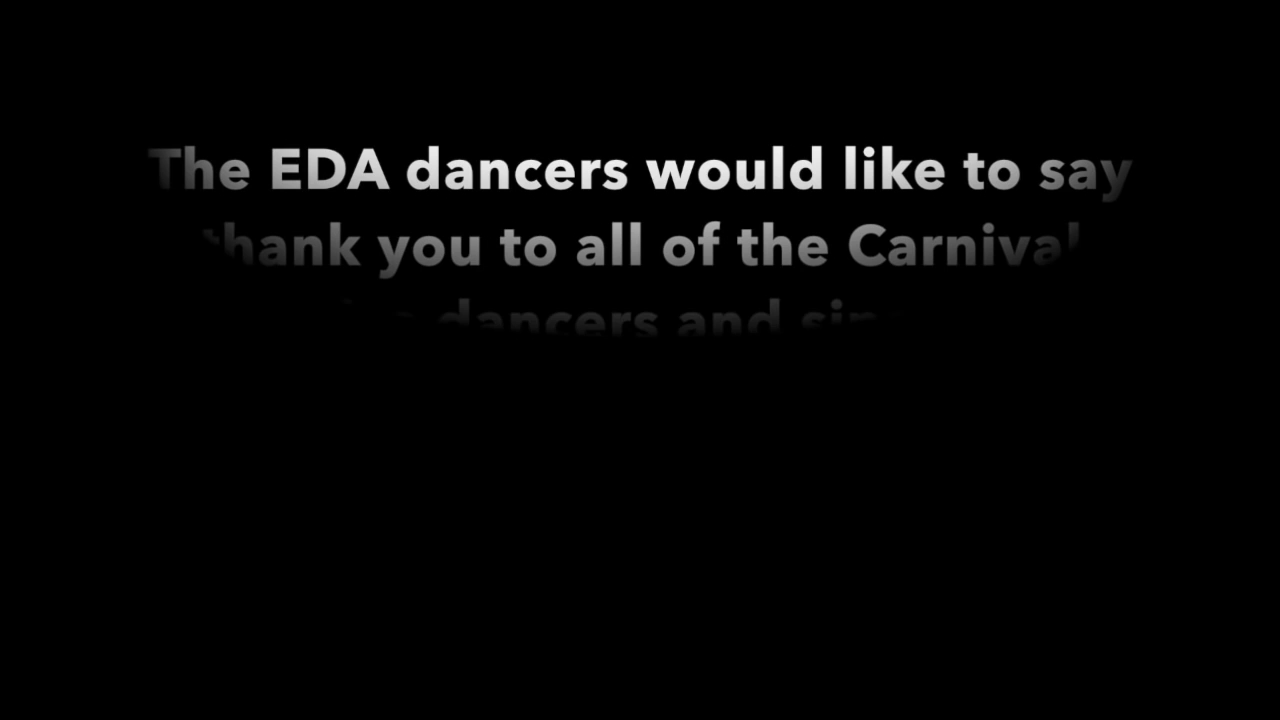 The EDA dancers would like to say
thank you to all of the Carnival
dancers and